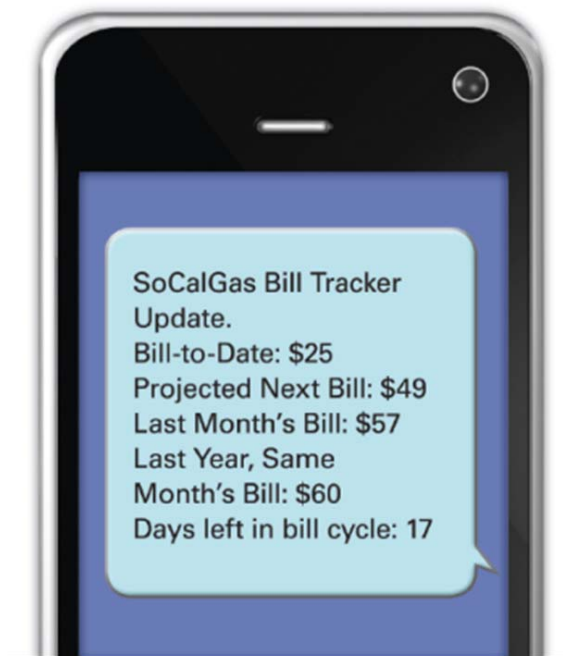 SoCalGas Bill Tracker
Update.
Bill-to-Date: $25
Projected Next Bill: $49
Last Month's Bill: $57
Last Year, Same
Month's Bill: $60
Days left in bill cycle: 17